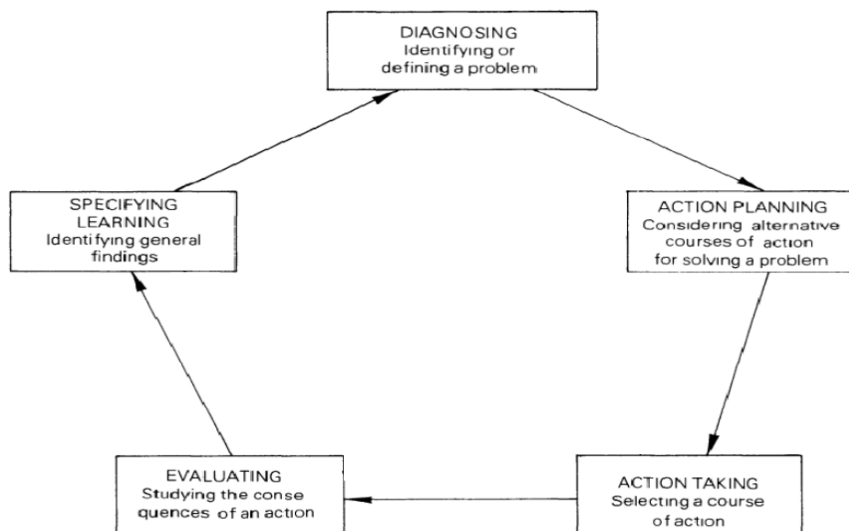 DIAGNOSING
Identifying or
defining a problem
SPECIFYING
LEARNING
Identifying general
findings
ACTION PLANNING
Considering alternative
courses of action
for solving a problem
EVALUATING
Studying the conse
quences of an action
ACTION TAKING
Selecting a course
of action